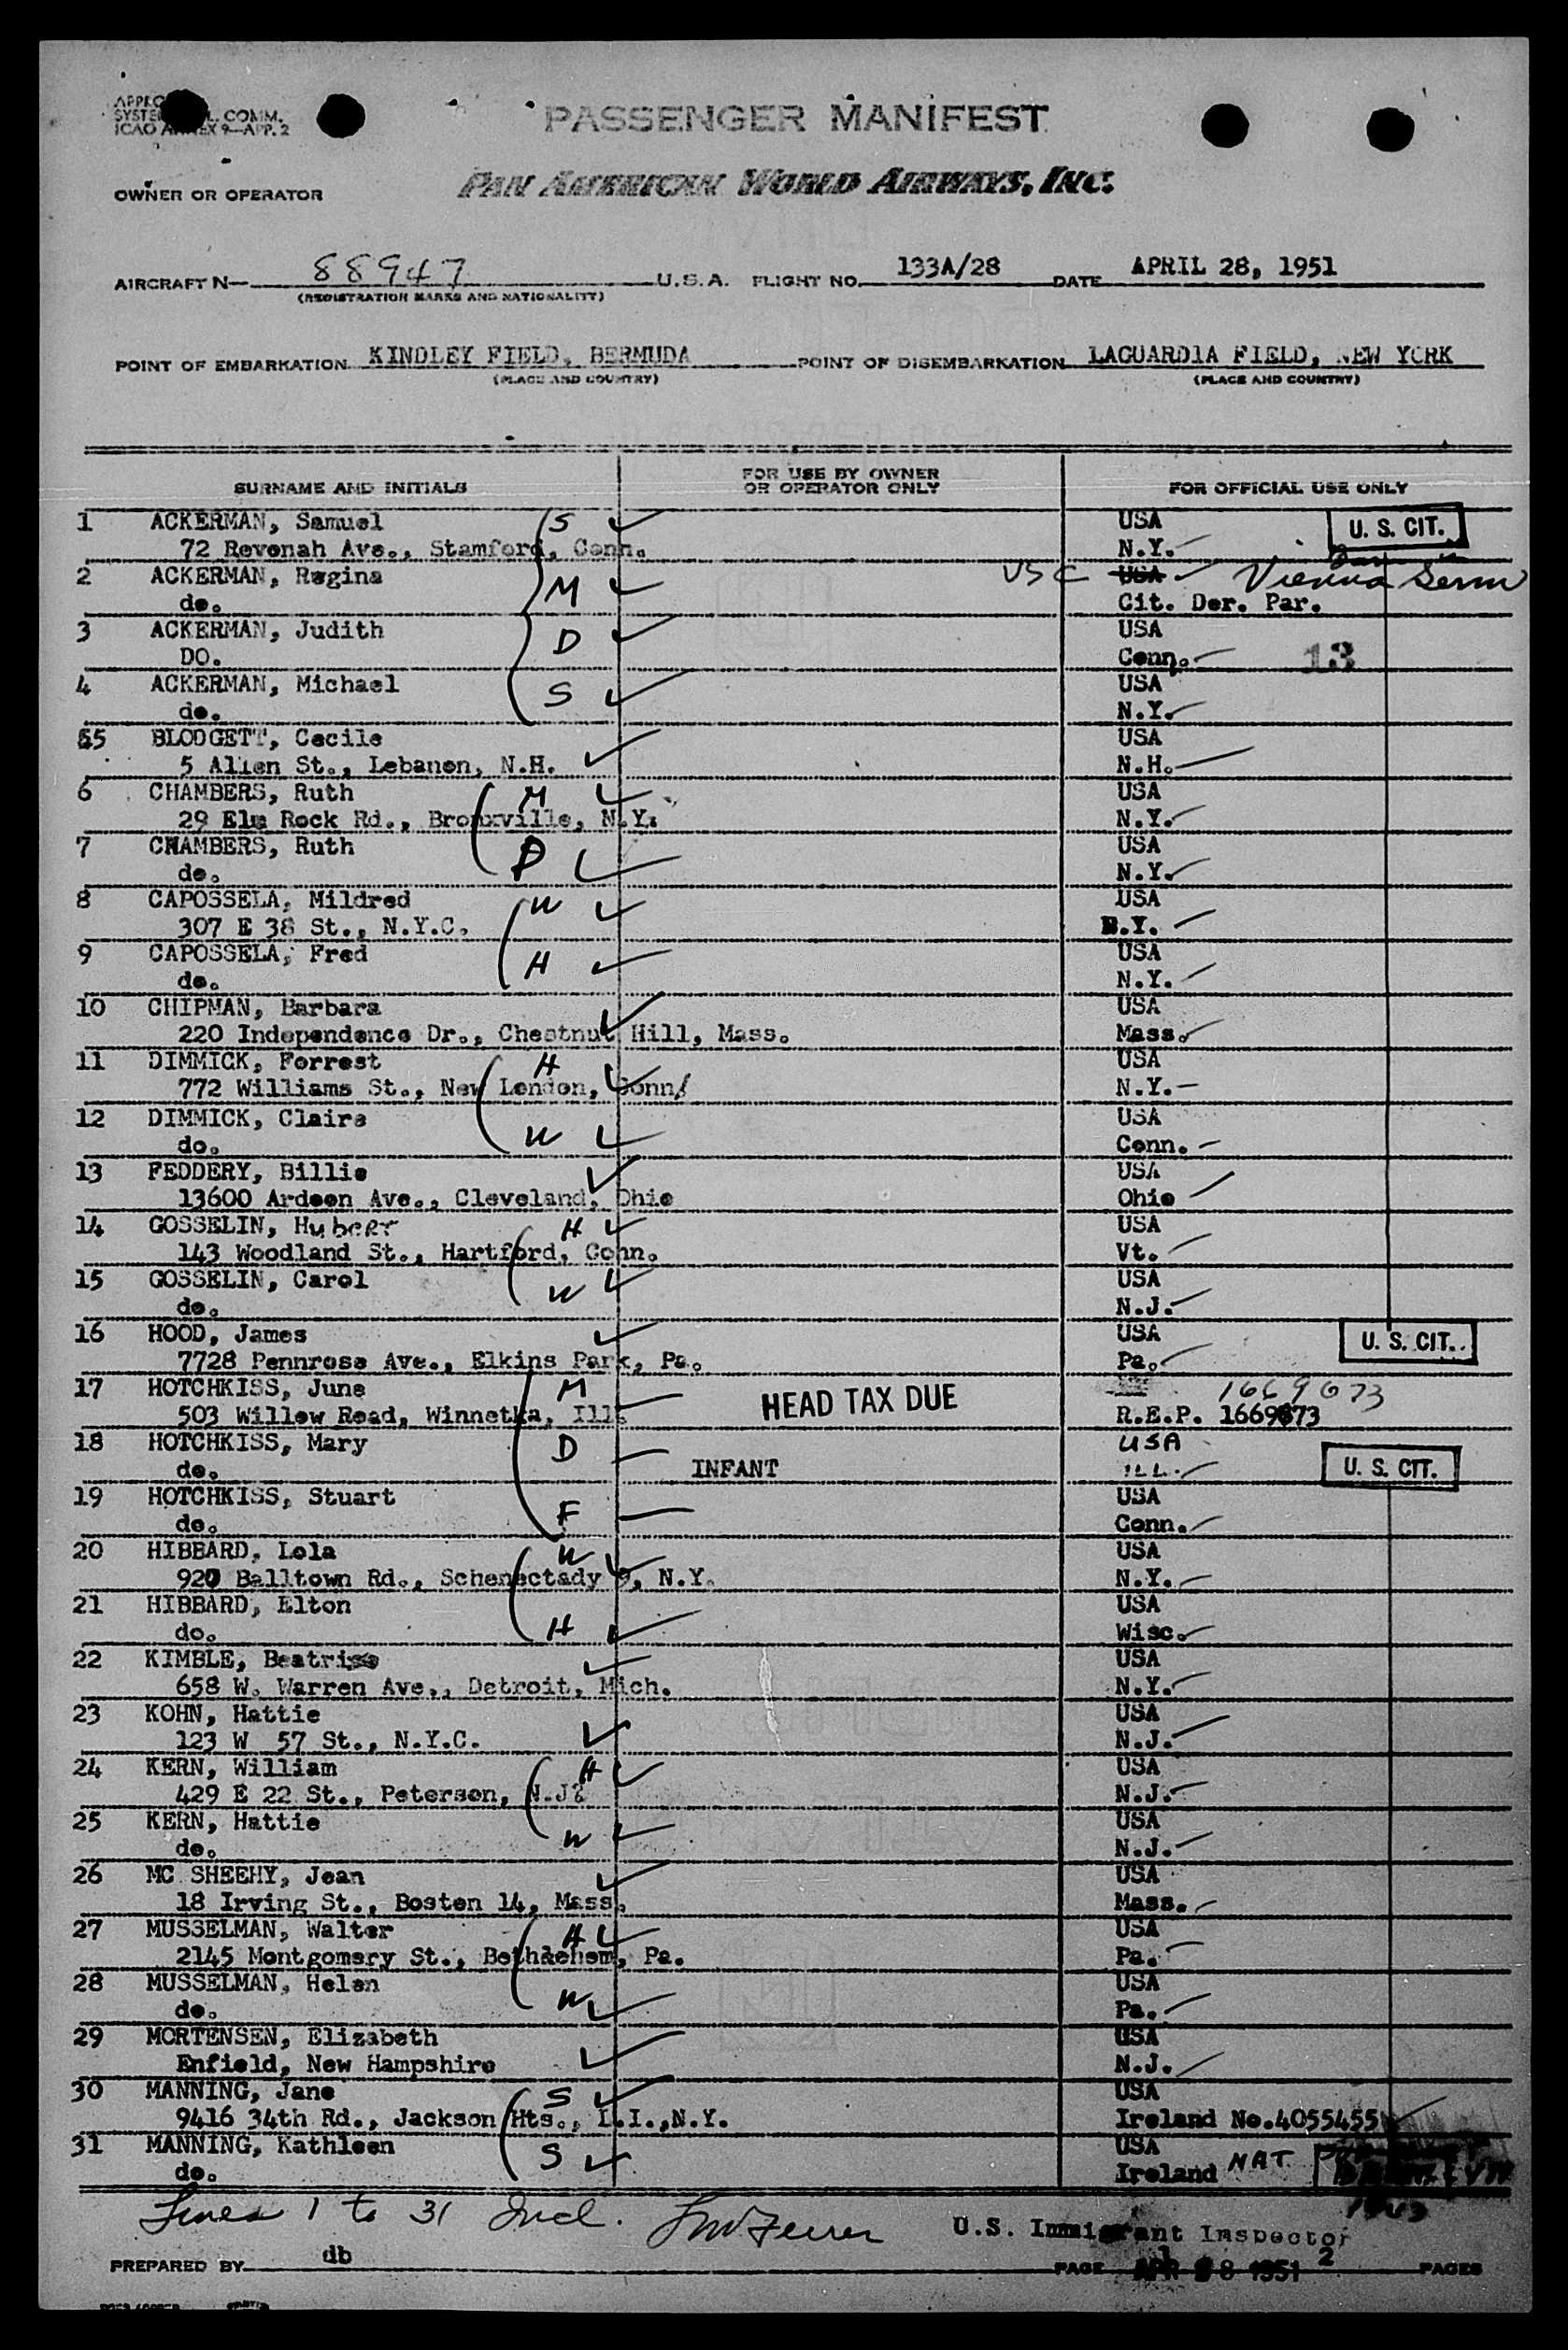 PASSENGER MANIFEST
ICAO ANNEX 9—APP. 2
OWNER OR OPERATOR PAN AMERICAN WORLD AIRWAYS, INC.
AIRCRAFT N— 88947 U.S.A. FLIGHT NO. 133A/28 DATE APRIL 28, 1951
(REGISTRATION MARKS AND NATIONALITY)
POINT OF EMBARKATION KINDLEY FIELD, BERMUDA POINT OF DISEMBARKATION LAGUARDIA FIELD, NEW YORK
(PLACE AND COUNTRY) (PLACE AND COUNTRY)
SURNAME AND INITIALS FOR USE BY OWNER OR OPERATOR ONLY FOR OFFICIAL USE ONLY
1 ACKERMAN, Samuel S USA U. S. CIT.
72 Revonah Ave., Stamford, Conn. N.Y.
2 ACKERMAN, Regina M USC USA Vienna
do. Cit. Der. Par.
3 ACKERMAN, Judith D USA
DO. Conn. 13
4 ACKERMAN, Michael S USA
do. N.Y.
5 BLODGETT, Cecile USA
5 Allen St., Lebanon, N.H. N.H.
6 CHAMBERS, Ruth M USA
29 Elm Rock Rd., Bronxville, N.Y. N.Y.
7 CHAMBERS, Ruth D USA
do. N.Y.
8 CAPOSSELA, Mildred W USA
307 E 38 St., N.Y.C. N.Y.
9 CAPOSSELA, Fred H USA
do. N.Y.
10 CHIPMAN, Barbara USA
220 Independence Dr., Chestnut Hill, Mass. Mass.
11 DIMMICK, Forrest H USA
772 Williams St., New London, Conn/ N.Y.
12 DIMMICK, Claire W USA
do. Conn.
13 FEDDERY, Billie USA
13600 Ardoon Ave., Cleveland, Ohio Ohio
14 GOSSELIN, Hubert H USA
143 Woodland St., Hartford, Conn. Vt.
15 GOSSELIN, Carol W USA
do. N.J.
16 HOOD, James USA U. S. CIT.
7728 Pennrose Ave., Elkins Park, Pa. Pa.
17 HOTCHKISS, June M HEAD TAX DUE 1669673
503 Willow Road, Winnetka, Ill. R.E.P. 1669673
18 HOTCHKISS, Mary D USA
do. INFANT ILL. U. S. CIT.
19 HOTCHKISS, Stuart F USA
do. Conn.
20 HIBBARD, Lola W USA
920 Balltown Rd., Schenectady 9, N.Y. N.Y.
21 HIBBARD, Elton H USA
do. Wisc.
22 KIMBLE, Beatrice USA
658 W. Warren Ave., Detroit, Mich. N.Y.
23 KOHN, Hattie USA
123 W 57 St., N.Y.C. N.J.
24 KERN, William H USA
429 E 22 St., Peterson, N.J. N.J.
25 KERN, Hattie W USA
do. N.J.
26 MC SHEEHY, Jean USA
18 Irving St., Boston 14, Mass. Mass.
27 MUSSELMAN, Walter H USA
2145 Montgomery St., Bethlehem, Pa. Pa.
28 MUSSELMAN, Helen W USA
do. Pa.
29 MORTENSEN, Elizabeth USA
Enfield, New Hampshire N.J.
30 MANNING, Jane S USA
9416 34th Rd., Jackson Hts., L.I.,N.Y. Ireland No.4055455
31 MANNING, Kathleen S USA
do. Ireland NAT
Lines 1 to 31 Incl. U.S. Immigrant Inspector
PREPARED BY db PAGE 1 APR 28 1951 2 PAGES